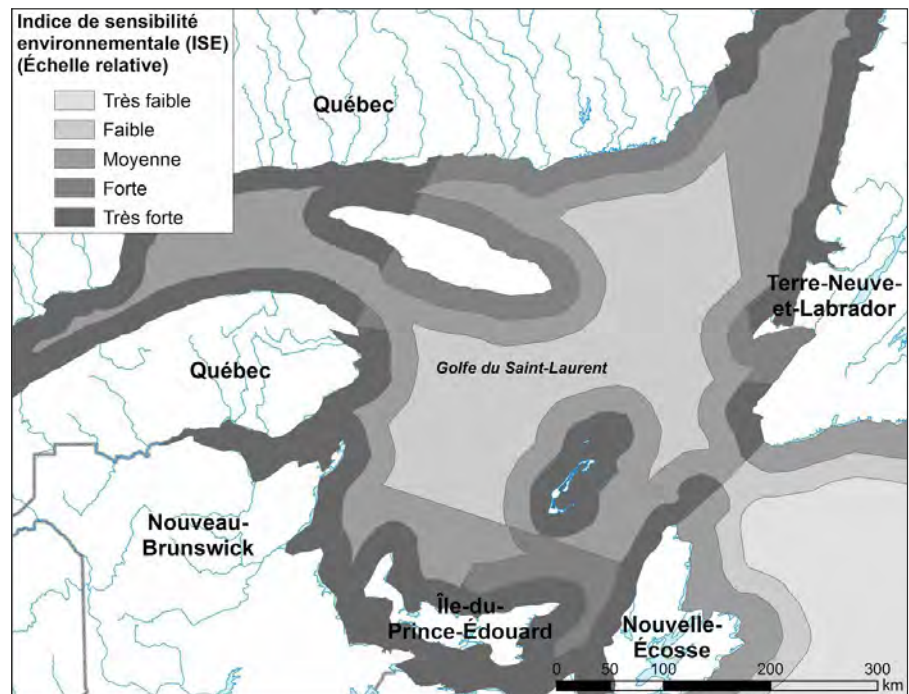 Indice de sensibilité
environnementale (ISE)
(Échelle relative)
Très faible
Faible
Moyenne
Forte
Très forte
Québec
Terre-Neuve-
et-Labrador
Golfe du Saint-Laurent
Québec
Nouveau-
Brunswick
Île-du-
Prince-Édouard
Nouvelle-
Écosse
0 50 100 200 300
km